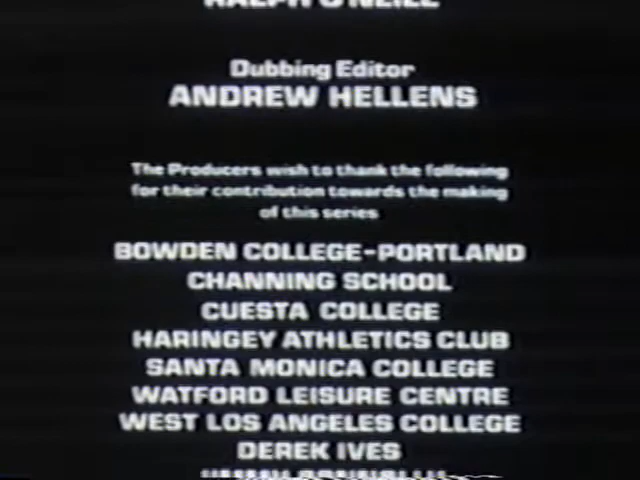 RALPH O'NEILL
Dubbing Editor
ANDREW HELLENS
The Producers wish to thank the following
for their contribution towards the making
of this series
BOWDEN COLLEGE-PORTLAND
CHANNING SCHOOL
CUESTA COLLEGE
HARINGEY ATHLETICS CLUB
SANTA MONICA COLLEGE
WATFORD LEISURE CENTRE
WEST LOS ANGELES COLLEGE
DEREK IVES